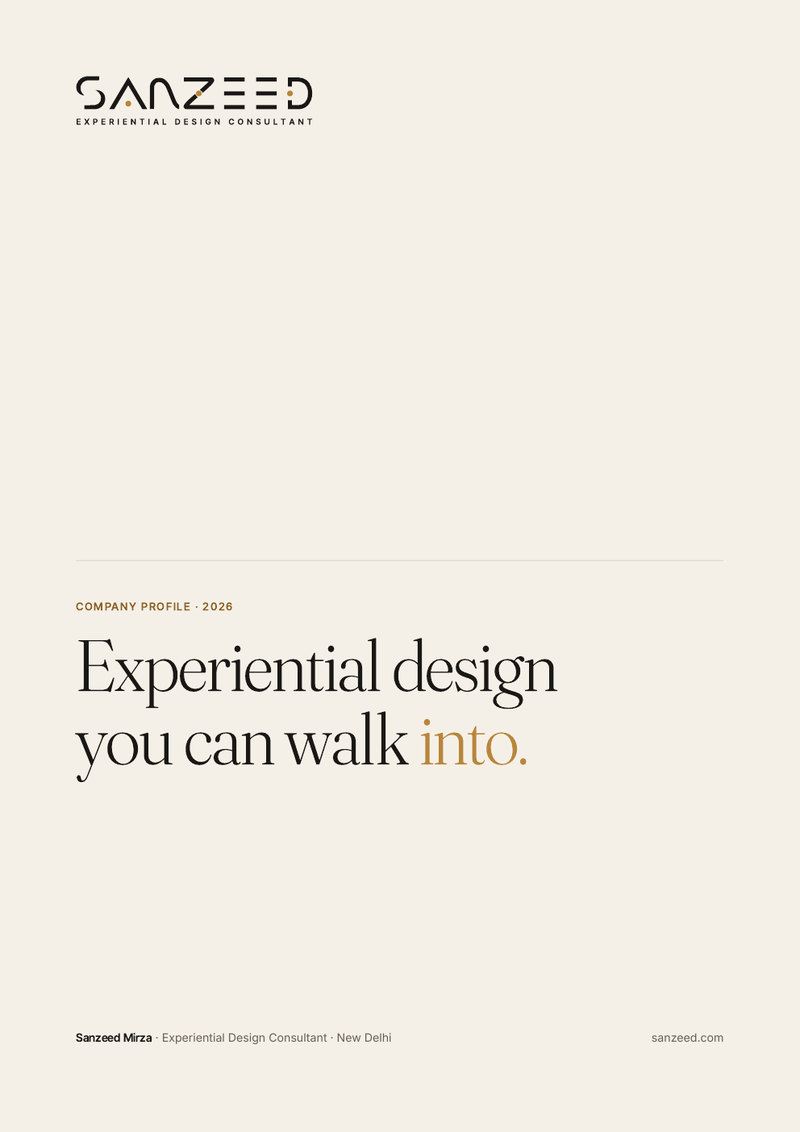 SANZEED
EXPERIENTIAL DESIGN CONSULTANT
COMPANY PROFILE · 2026
Experiential design
you can walk into.
Sanzeed Mirza · Experiential Design Consultant · New Delhi
sanzeed.com